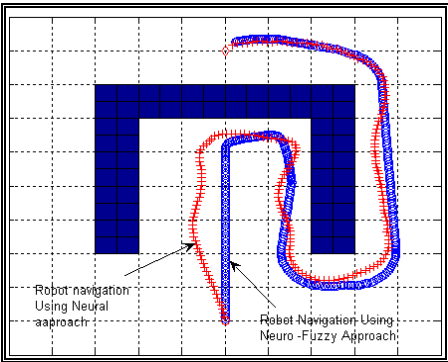 Robot navigation
Using Neural
aaproach
Robot Navigation Using
Neuro -Fuzzy Approach